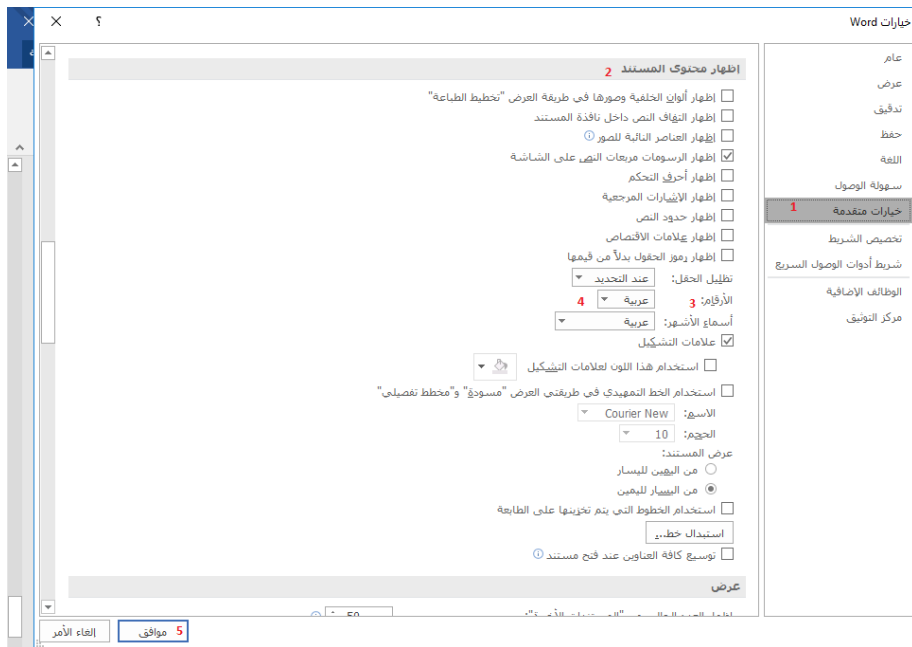 خيارات Word
؟
عام
عرض
تدقيق
حفظ
اللغة
سهولة الوصول
خيارات متقدمة 1
تخصيص الشريط
شريط أدوات الوصول السريع
الوظائف الإضافية
مركز التوثيق
إظهار محتوى المستند 2
إظهار ألوان الخلفية وصورها في طريقة العرض "تخطيط الطباعة"
إظهار التفاف النص داخل نافذة المستند
إظهار العناصر النائبة للصور
إظهار الرسومات مربعات النص على الشاشة
إظهار أحرف التحكم
إظهار الإشارات المرجعية
إظهار حدود النص
إظهار علامات الاقتصاص
إظهار رموز الحقول بدلاً من قيمها
تظليل الحقل: عند التحديد
الأرقام: 3 عربية 4
أسماء الأشهر: عربية
علامات التشكيل
استخدام هذا اللون لعلامات التشكيل
استخدام الخط التمهيدي في طريقتي العرض "مسودة" و"مخطط تفصيلي"
الاسم: Courier New
الحجم: 10
عرض المستند:
من اليمين لليسار
من اليسار لليمين
استخدام الخطوط التي يتم تخزينها على الطابعة
استبدال خط...
توسيع كافة العناوين عند فتح مستند
عرض
موافق 5
إلغاء الأمر